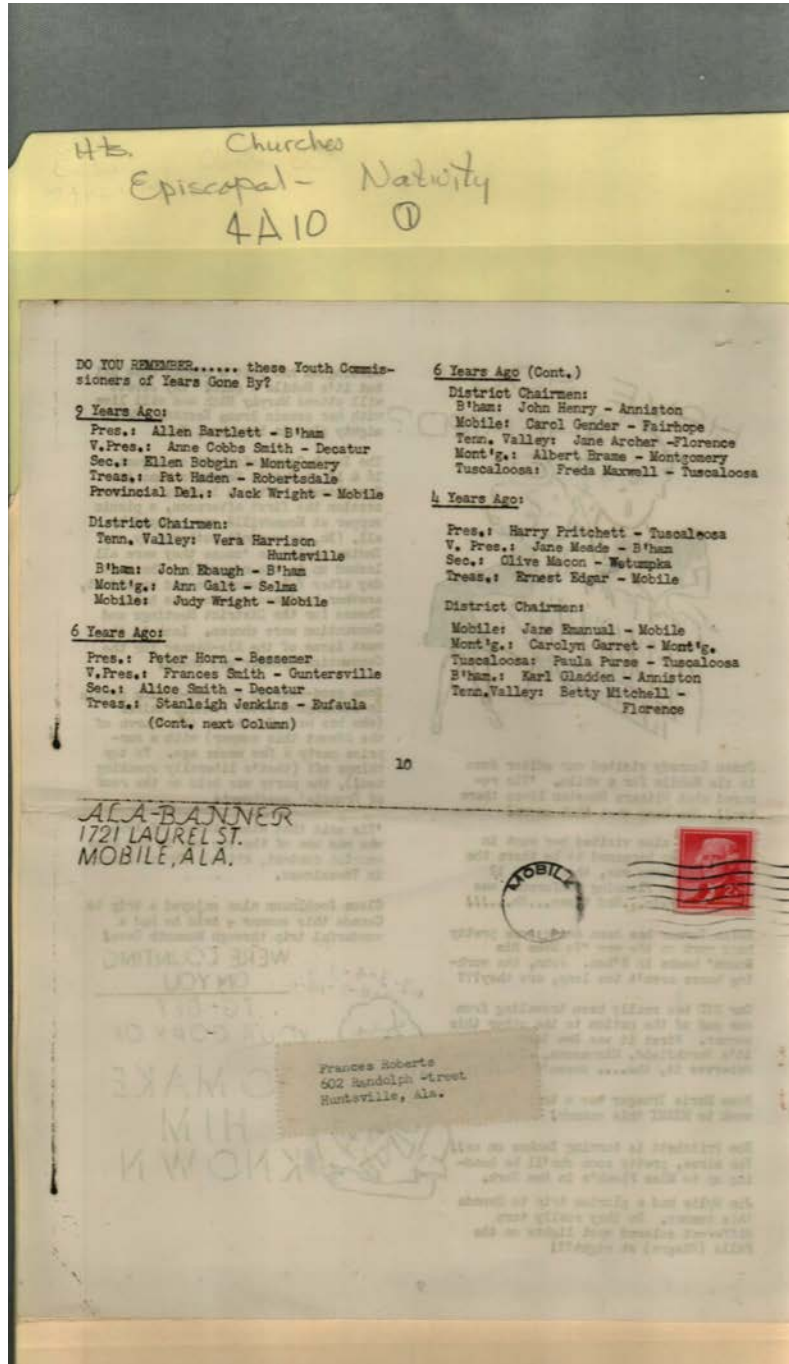 Hts. Churches
Episcopal - Nativity
4A10 ①
DO YOU REMEMBER...... these Youth Commis-
sioners of Years Gone By?
9 Years Ago:
Pres.: Allen Bartlett - B'ham
V.Pres.: Anne Cobbs Smith - Decatur
Sec.: Ellen Bobgin - Montgomery
Treas.: Pat Haden - Robertsdale
Provincial Del.: Jack Wright - Mobile
District Chairmen:
Tenn. Valley: Vera Harrison
Huntsville
B'ham: John Ebaugh - B'ham
Mont'g.: Ann Galt - Selma
Mobile: Judy Wright - Mobile
6 Years Ago:
Pres.: Peter Horn - Bessemer
V.Pres.: Frances Smith - Guntersville
Sec.: Alice Smith - Decatur
Treas.: Stanleigh Jenkins - Eufaula
(Cont. next Column)
6 Years Ago (Cont.)
District Chairmen:
B'ham: John Henry - Anniston
Mobile: Carol Gender - Fairhope
Tenn. Valley: Jane Archer -Florence
Mont'g.: Albert Brame - Montgomery
Tuscaloosa: Freda Maxwell - Tuscaloosa
4 Years Ago:
Pres.: Harry Pritchett - Tuscaloosa
V. Pres.: Jane Meade - B'ham
Sec.: Olive Macon - Wetumpka
Treas.: Ernest Edgar - Mobile
District Chairmen:
Mobile: Jane Emanual - Mobile
Mont'g.: Carolyn Garret - Mont'g.
Tuscaloosa: Paula Purse - Tuscaloosa
B'ham.: Karl Gladden - Anniston
Tenn.Valley: Betty Mitchell -
Florence
10
ALA-BANNER
1721 LAUREL ST.
MOBILE, ALA.
MOBILE
2¢
Frances Roberts
602 Randolph -treet
Huntsville, Ala.